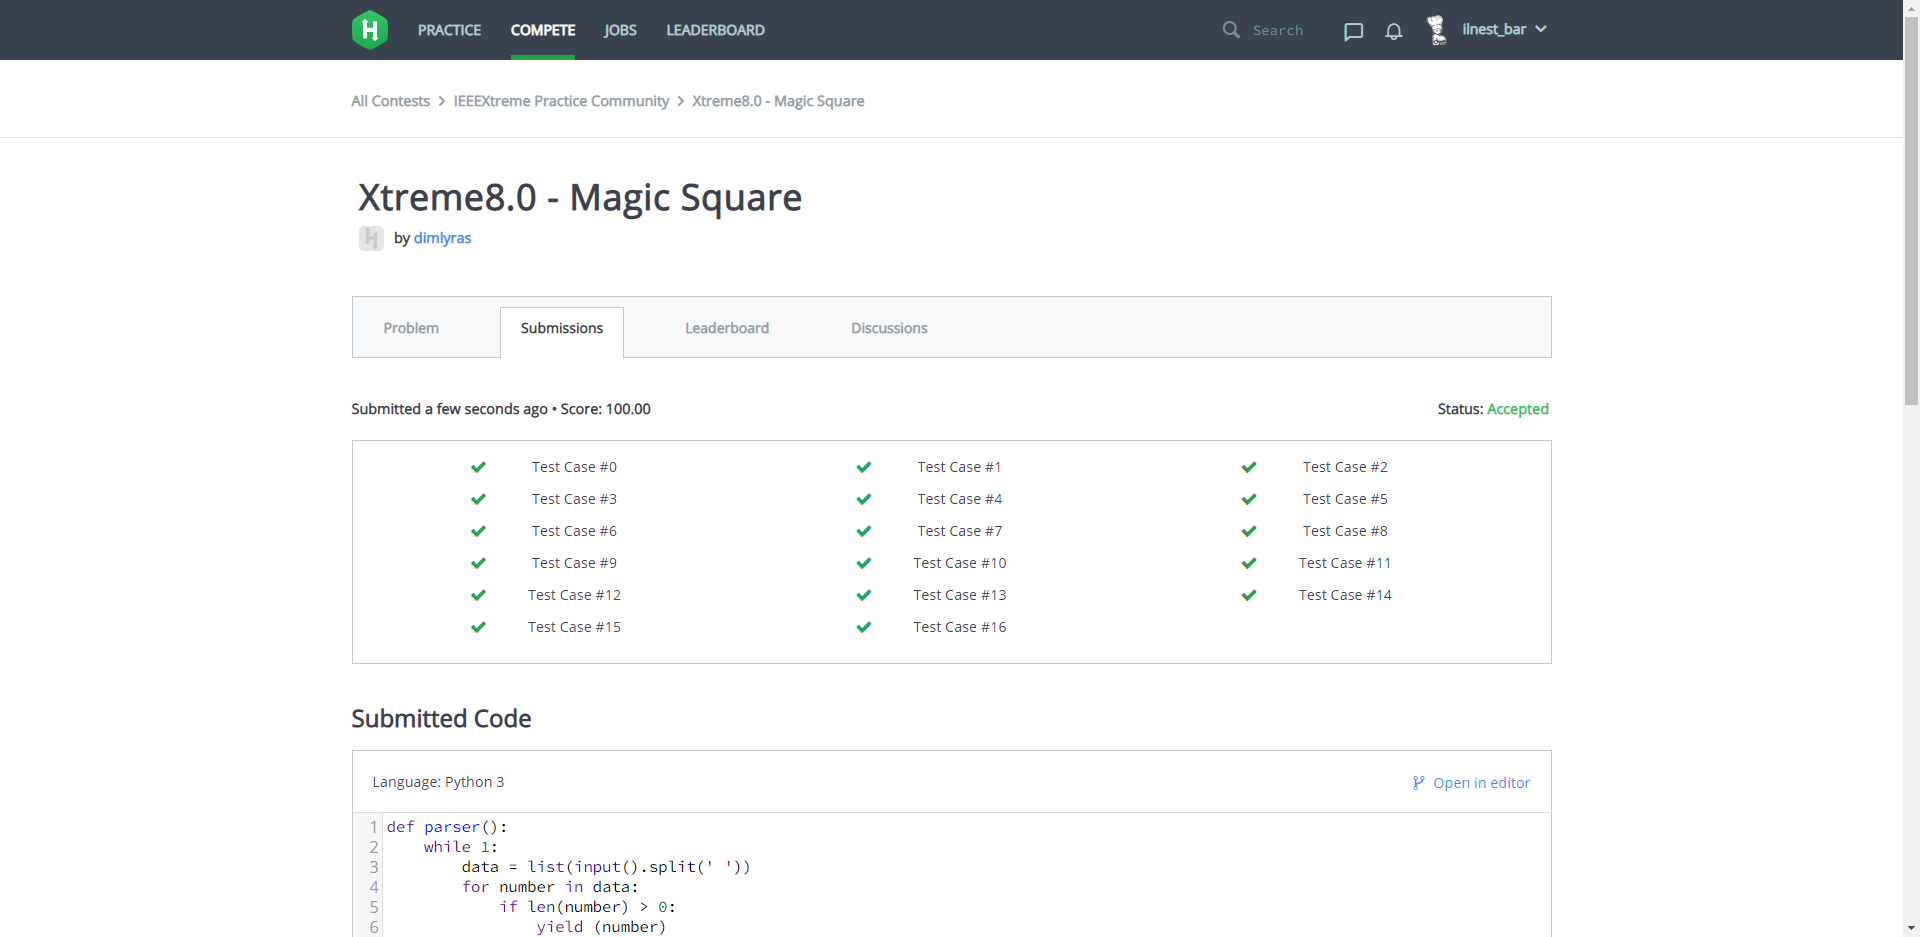 PRACTICE COMPETE JOBS LEADERBOARD Search ilnest_bar
All Contests > IEEEXtreme Practice Community > Xtreme8.0 - Magic Square
Xtreme8.0 - Magic Square
by dimlyras
Problem Submissions Leaderboard Discussions
Submitted a few seconds ago • Score: 100.00 Status: Accepted
Test Case #0 Test Case #1 Test Case #2
Test Case #3 Test Case #4 Test Case #5
Test Case #6 Test Case #7 Test Case #8
Test Case #9 Test Case #10 Test Case #11
Test Case #12 Test Case #13 Test Case #14
Test Case #15 Test Case #16
Submitted Code
Language: Python 3 Open in editor
1 def parser():
2     while 1:
3         data = list(input().split(' '))
4         for number in data:
5             if len(number) > 0:
6                 yield (number)